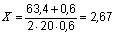 X = (63,4 + 0,6) / (2 · 20 · 0,6) = 2,67